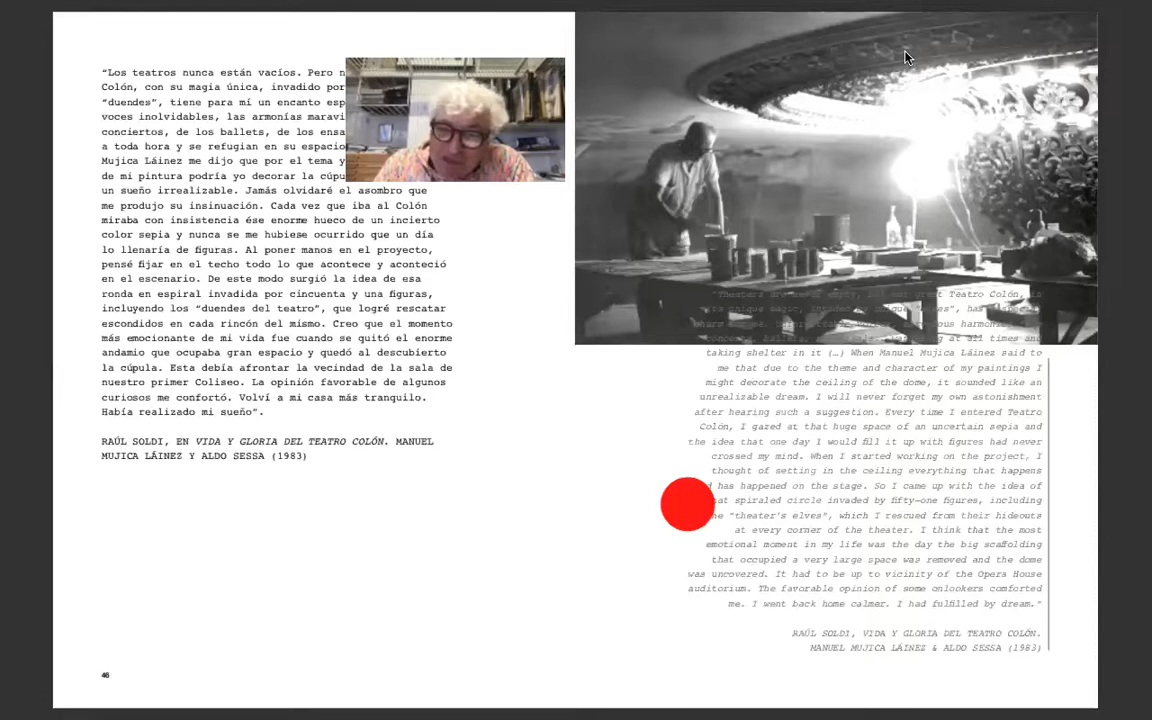 “Los teatros nunca están vacíos. Pero n
Colón, con su magia única, invadido por
“duendes”, tiene para mí un encanto esp
voces inolvidables, las armonías maravi
conciertos, de los ballets, de los ensa
a toda hora y se refugian en su espacio
Mujica Láinez me dijo que por el tema y
de mi pintura podría yo decorar la cúpu
un sueño irrealizable. Jamás olvidaré el asombro que
me produjo su insinuación. Cada vez que iba al Colón
miraba con insistencia ése enorme hueco de un incierto
color sepia y nunca se me hubiese ocurrido que un día
lo llenaría de figuras. Al poner manos en el proyecto,
pensé fijar en el techo todo lo que acontece y aconteció
en el escenario. De este modo surgió la idea de esa
ronda en espiral invadida por cincuenta y una figuras,
incluyendo los “duendes del teatro”, que logré rescatar
escondidos en cada rincón del mismo. Creo que el momento
más emocionante de mi vida fue cuando se quitó el enorme
andamio que ocupaba gran espacio y quedó al descubierto
la cúpula. Esta debía afrontar la vecindad de la sala de
nuestro primer Coliseo. La opinión favorable de algunos
curiosos me confortó. Volví a mi casa más tranquilo.
Había realizado mi sueño”.
RAÚL SOLDI, EN VIDA Y GLORIA DEL TEATRO COLÓN. MANUEL
MUJICA LÁINEZ Y ALDO SESSA (1983)
46
“Theaters are never empty, great Teatro Colón,
unique magic,
at all times and
taking shelter in it (…) When Manuel Mujica Láinez said to
me that due to the theme and character of my paintings I
might decorate the ceiling of the dome, it sounded like an
unrealizable dream. I will never forget my own astonishment
after hearing such a suggestion. Every time I entered Teatro
Colón, I gazed at that huge space of an uncertain sepia and
the idea that one day I would fill it up with figures had never
crossed my mind. When I started working on the project, I
thought of setting in the ceiling everything that happens
has happened on the stage. So I came up with the idea of
at spiraled circle invaded by fifty-one figures, including
he “theater’s elves”, which I rescued from their hideouts
at every corner of the theater. I think that the most
emotional moment in my life was the day the big scaffolding
that occupied a very large space was removed and the dome
was uncovered. It had to be up to vicinity of the Opera House
auditorium. The favorable opinion of some onlookers comforted
me. I went back home calmer. I had fulfilled by dream.”
RAÚL SOLDI, VIDA Y GLORIA DEL TEATRO COLÓN.
MANUEL MUJICA LÁINEZ & ALDO SESSA (1983)